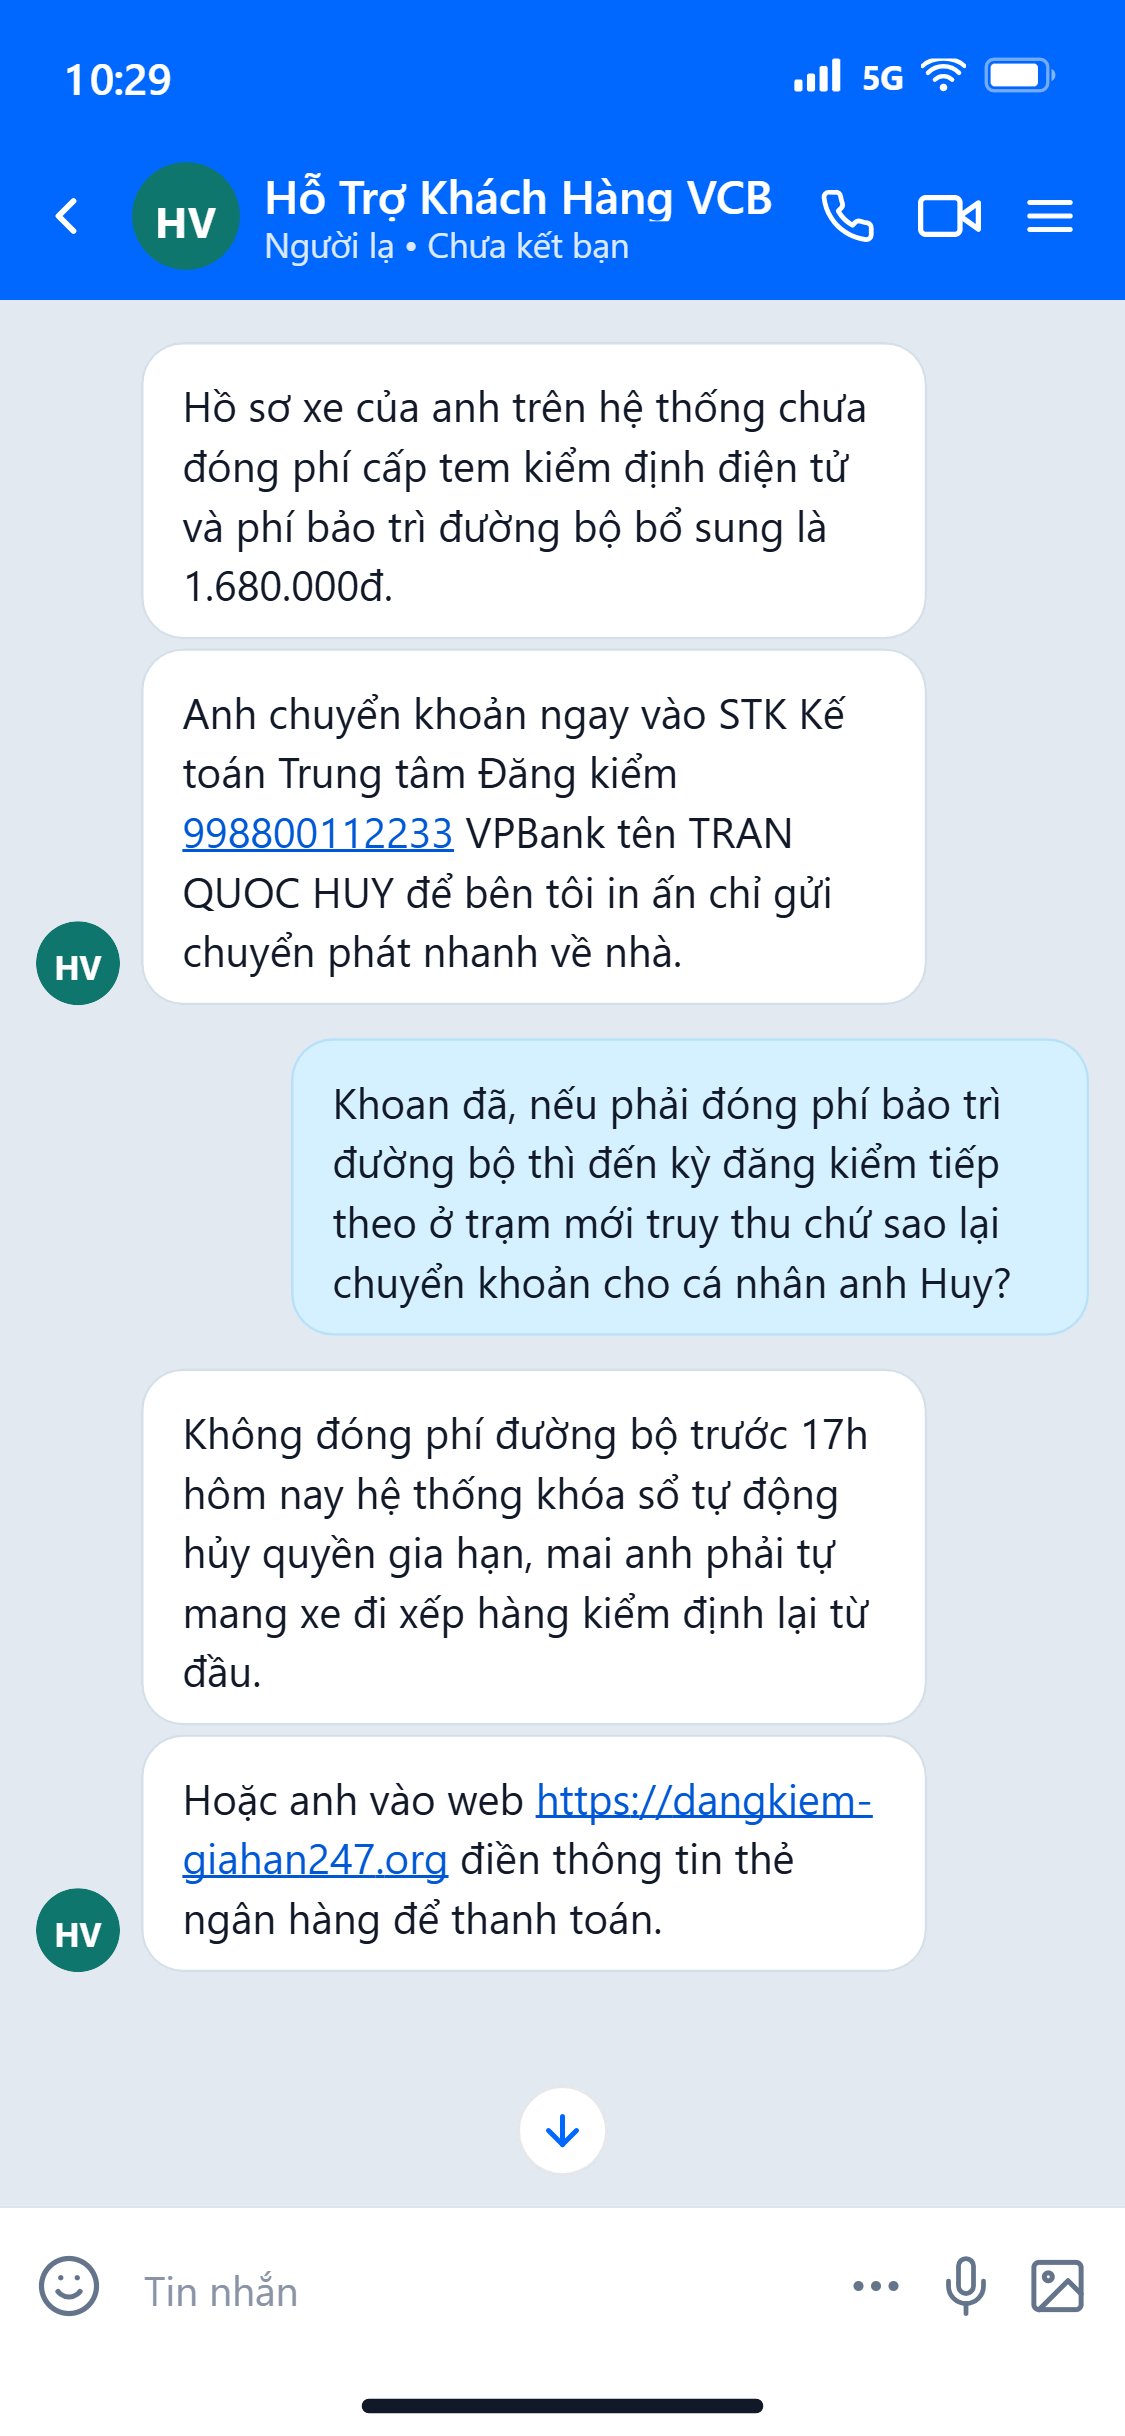 10:29
5G
HV
Hỗ Trợ Khách Hàng VCB
Người lạ • Chưa kết bạn
Hồ sơ xe của anh trên hệ thống chưa
đóng phí cấp tem kiểm định điện tử
và phí bảo trì đường bộ bổ sung là
1.680.000đ.
Anh chuyển khoản ngay vào STK Kế
toán Trung tâm Đăng kiểm
998800112233 VPBank tên TRAN
QUOC HUY để bên tôi in ấn chỉ gửi
chuyển phát nhanh về nhà.
HV
Khoan đã, nếu phải đóng phí bảo trì
đường bộ thì đến kỳ đăng kiểm tiếp
theo ở trạm mới truy thu chứ sao lại
chuyển khoản cho cá nhân anh Huy?
Không đóng phí đường bộ trước 17h
hôm nay hệ thống khóa sổ tự động
hủy quyền gia hạn, mai anh phải tự
mang xe đi xếp hàng kiểm định lại từ
đầu.
Hoặc anh vào web https://dangkiem-
giahan247.org điền thông tin thẻ
ngân hàng để thanh toán.
HV
Tin nhắn